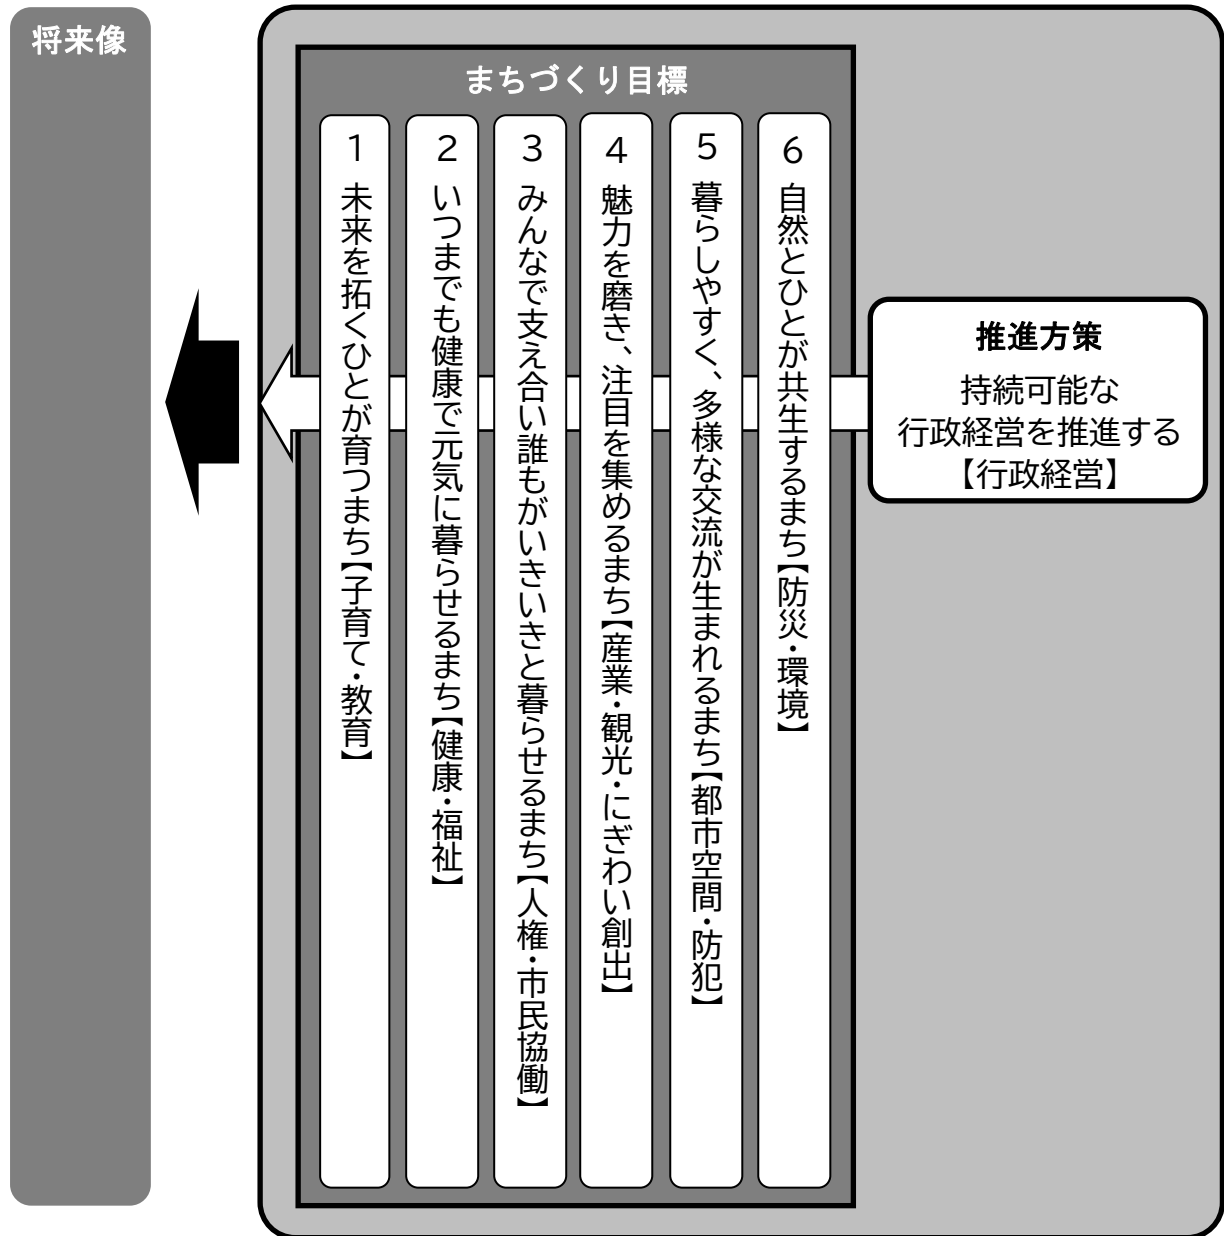 将来像
まちづくり目標
1 未来を拓くひとが育つまち【子育て・教育】
2 いつまでも健康で元気に暮らせるまち【健康・福祉】
3 みんなで支え合い誰もがいきいきと暮らせるまち【人権・市民協働】
4 魅力を磨き、注目を集めるまち【産業・観光・にぎわい創出】
5 暮らしやすく、多様な交流が生まれるまち【都市空間・防犯】
6 自然とひとが共生するまち【防災・環境】
推進方策
持続可能な
行政経営を推進する
【行政経営】